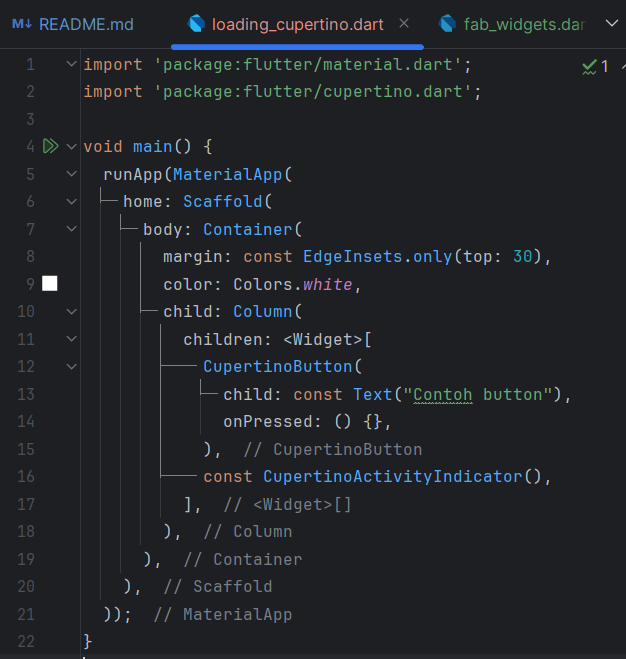 M↓ README.md loading_cupertino.dart × fab_widgets.dar
1 import 'package:flutter/material.dart'; 1
2 import 'package:flutter/cupertino.dart';
3
4 void main() {
5 runApp(MaterialApp(
6 home: Scaffold(
7 body: Container(
8 margin: const EdgeInsets.only(top: 30),
9 color: Colors.white,
10 child: Column(
11 children: <Widget>[
12 CupertinoButton(
13 child: const Text("Contoh button"),
14 onPressed: () {},
15 ), // CupertinoButton
16 const CupertinoActivityIndicator(),
17 ], // <Widget>[]
18 ), // Column
19 ), // Container
20 ), // Scaffold
21 )); // MaterialApp
22 }